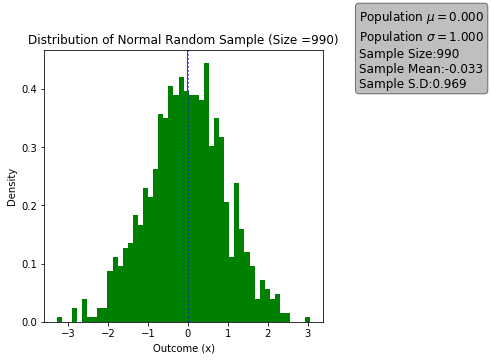 Population μ = 0.000
Population σ = 1.000
Sample Size:990
Sample Mean:-0.033
Sample S.D:0.969
Distribution of Normal Random Sample (Size =990)
Density
0.4
0.3
0.2
0.1
0.0
−3 −2 −1 0 1 2 3
Outcome (x)